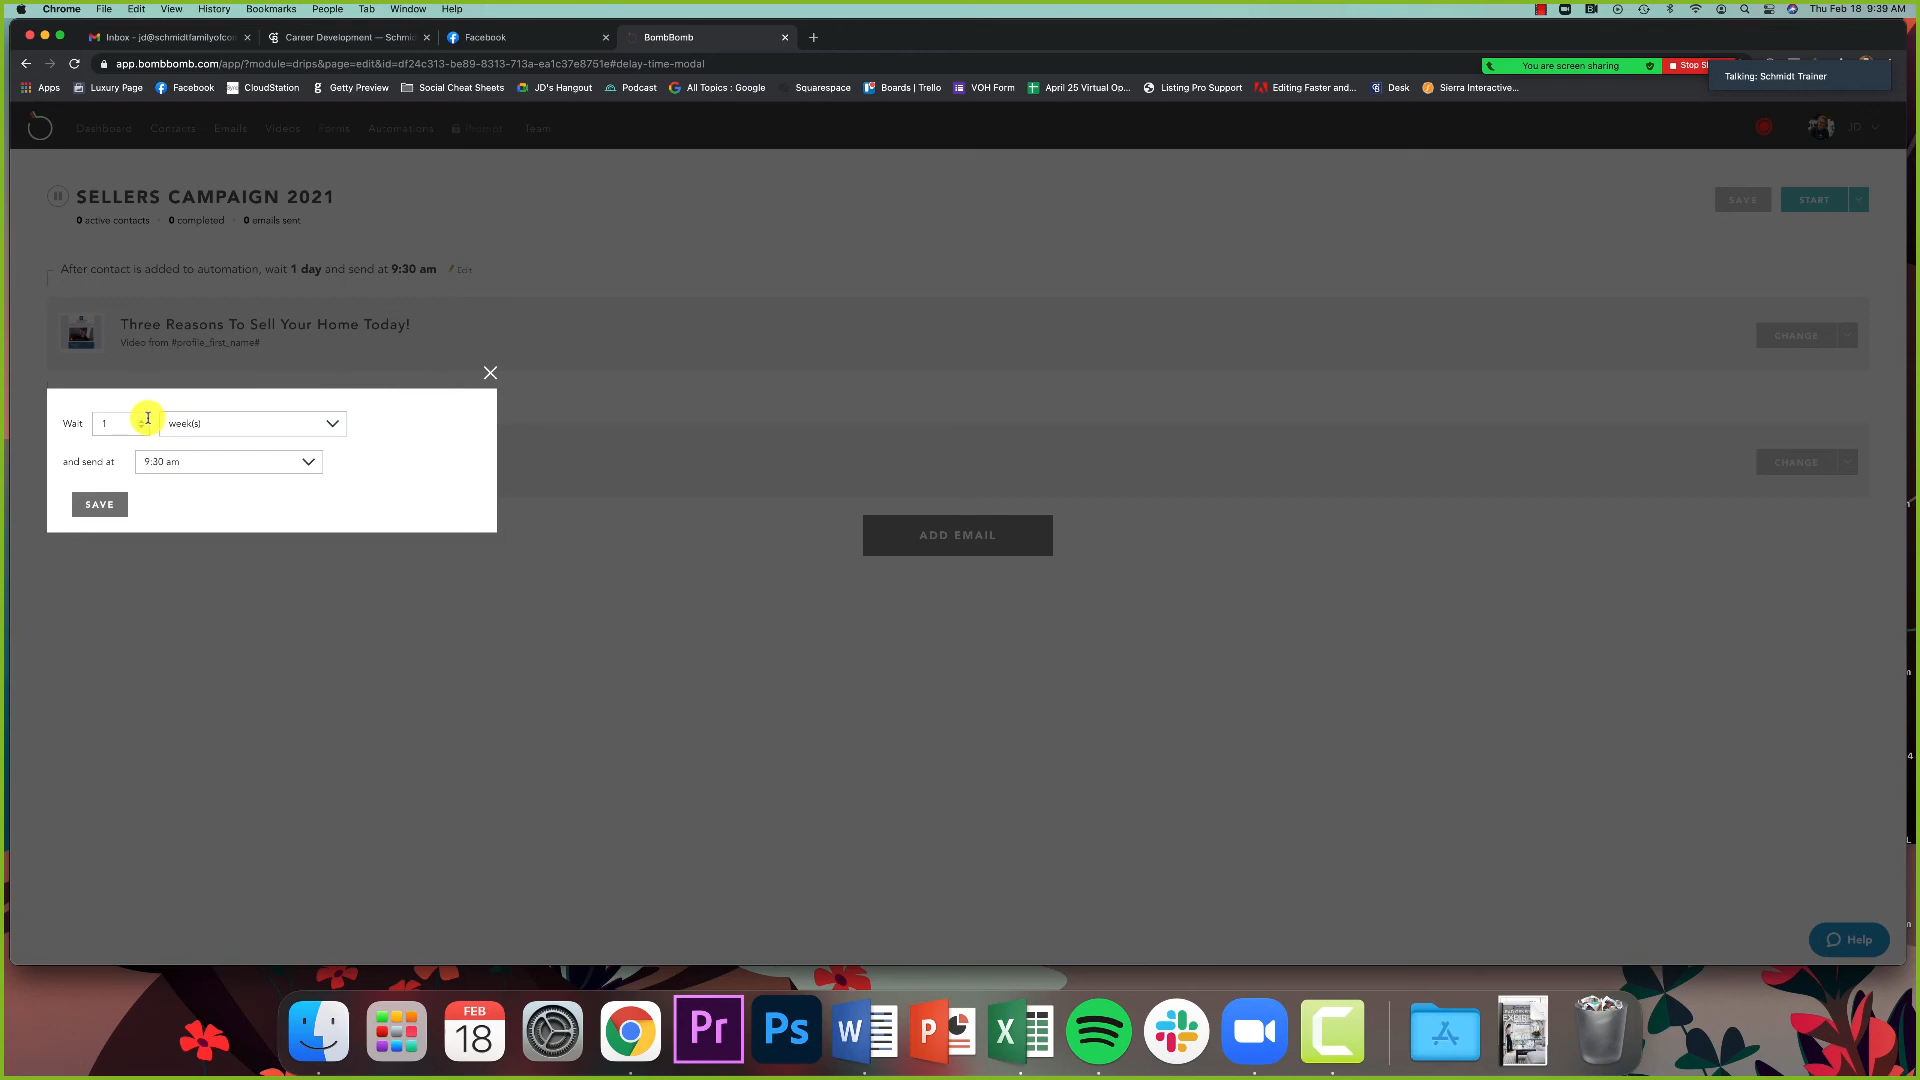 Chrome File Edit View History Bookmarks People Tab Window Help Thu Feb 18 9:39 AM
Inbox - jd@schmidtfamilyofcom Career Development — Schmid Facebook BombBomb
app.bombbomb.com/app/?module=drips&page=edit&id=df24c313-be89-8313-713a-ea1c37e8751e#delay-time-modal
You are screen sharing Stop Talking: Schmidt Trainer
Apps Luxury Page Facebook CloudStation Getty Preview Social Cheat Sheets JD's Hangout Podcast All Topics : Google Squarespace Boards | Trello VOH Form April 25 Virtual Op... Listing Pro Support Editing Faster and... Desk Sierra Interactive...
Dashboard Contacts Emails Videos Forms Automations Prompt Team JD
SELLERS CAMPAIGN 2021
0 active contacts · 0 completed · 0 emails sent
SAVE START
After contact is added to automation, wait 1 day and send at 9:30 am Edit
Three Reasons To Sell Your Home Today!
Video from #profile_first_name#
CHANGE
Wait 1 week(s)
and send at 9:30 am
SAVE
CHANGE
ADD EMAIL
Help
FEB
18
Pr Ps W P X C